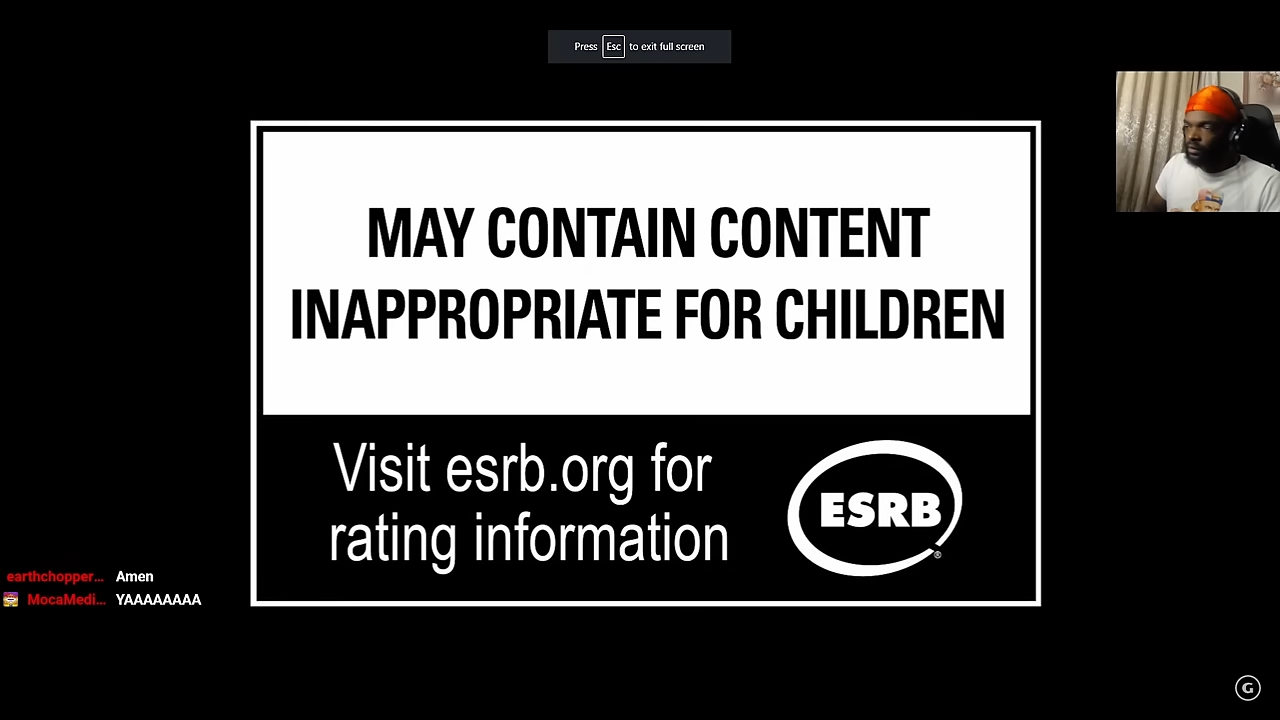 Press Esc to exit full screen
MAY CONTAIN CONTENT
INAPPROPRIATE FOR CHILDREN
Visit esrb.org for
rating information
ESRB
®
earthchopper... Amen
MocaMedi... YAAAAAAAA
G